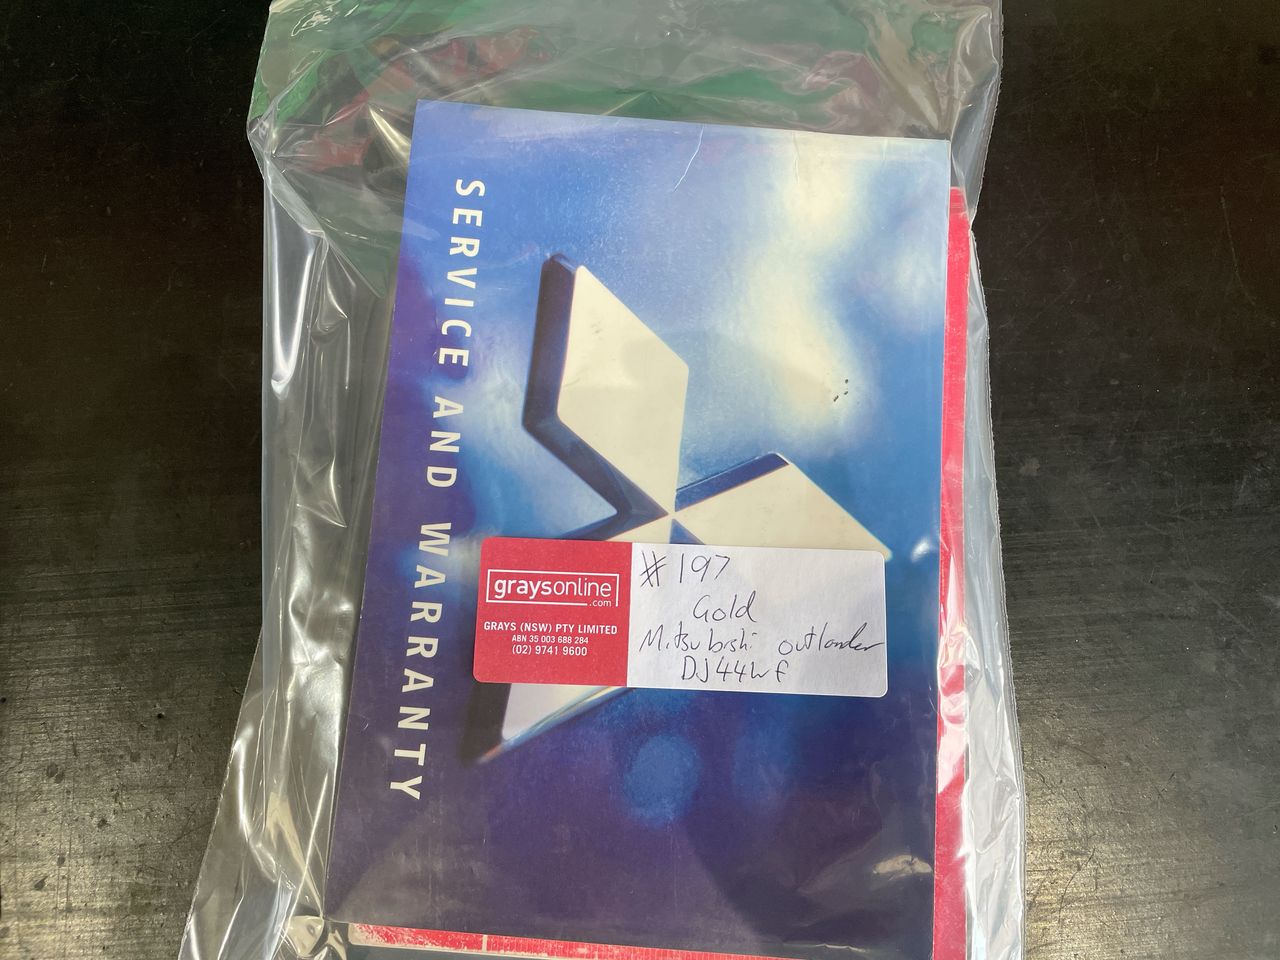 SERVICE AND WARRANTY
graysonline
.com
GRAYS (NSW) PTY LIMITED
ABN 35 003 688 284
(02) 9741 9600
#197
Gold
Mitsubishi outlander
DJ44WF